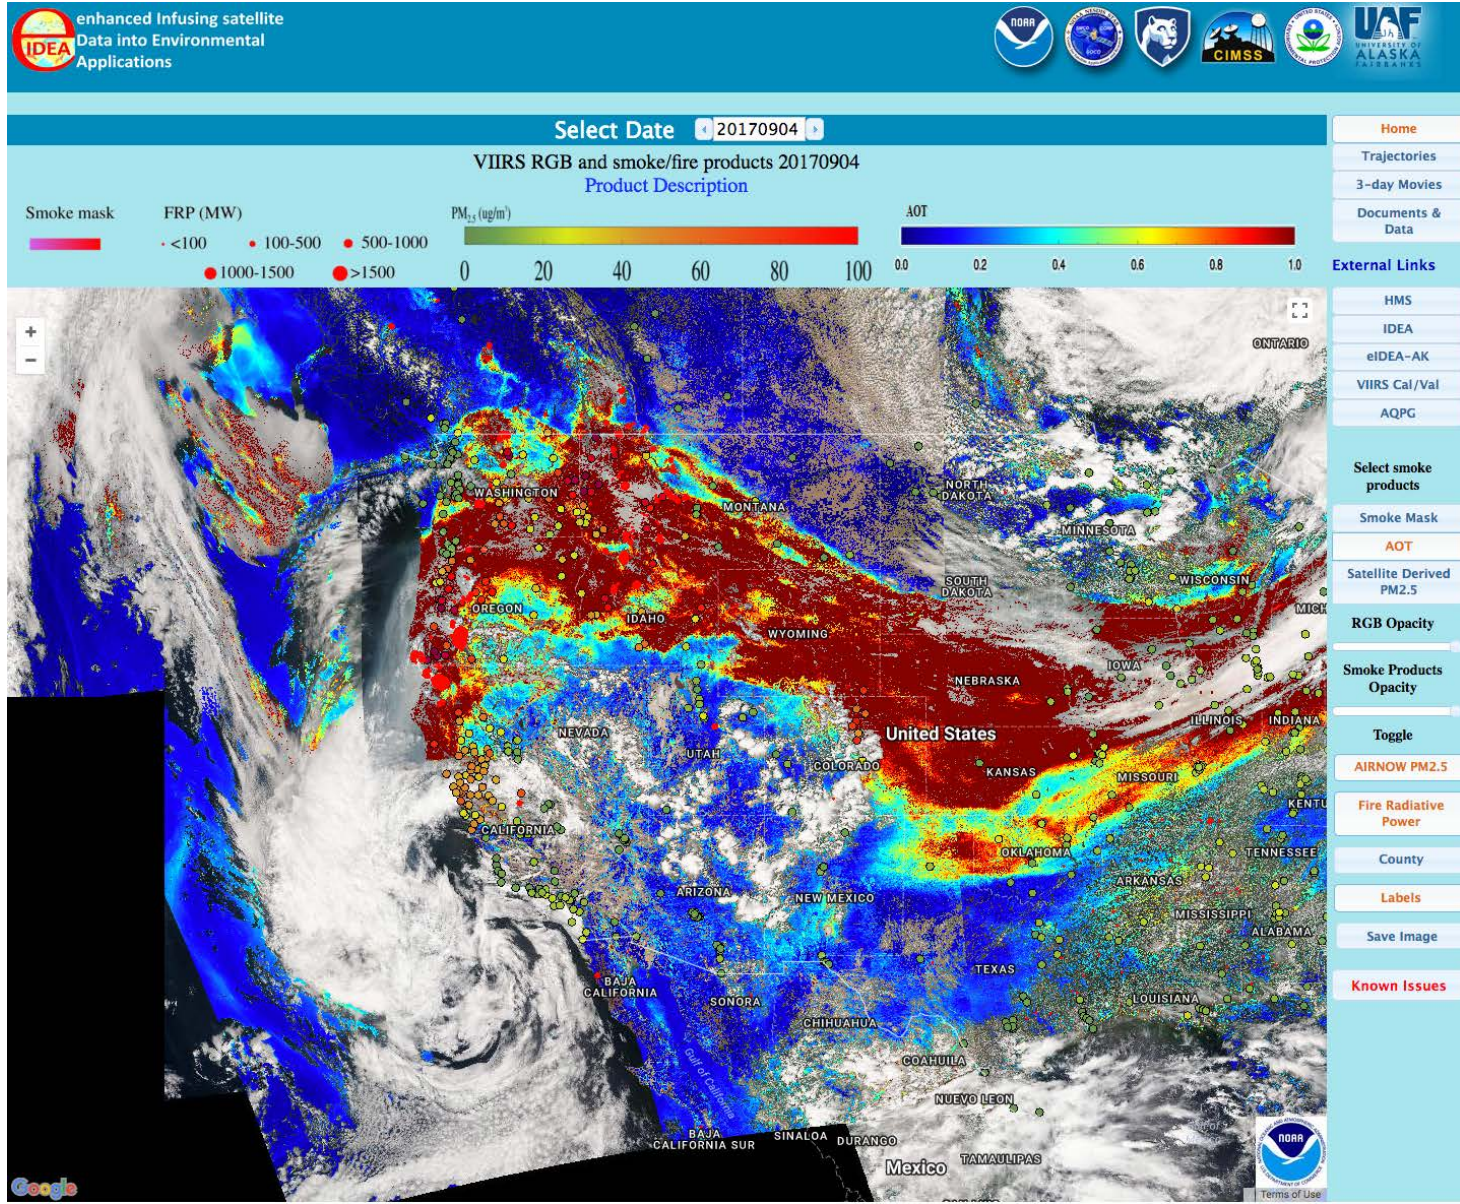 enhanced Infusing satellite
Data into Environmental
Applications
IDEA
NOAA
CIMSS
UAF
UNIVERSITY OF
ALASKA
FAIRBANKS
Select Date 20170904
VIIRS RGB and smoke/fire products 20170904
Product Description
Smoke mask
FRP (MW)
<100 100-500 500-1000
1000-1500 >1500
PM2.5 (ug/m³)
0 20 40 60 80 100
AOT
0.0 0.2 0.4 0.6 0.8 1.0
Home
Trajectories
3-day Movies
Documents &
Data
External Links
HMS
IDEA
eIDEA-AK
VIIRS Cal/Val
AQPG
Select smoke
products
Smoke Mask
AOT
Satellite Derived
PM2.5
RGB Opacity
Smoke Products
Opacity
Toggle
AIRNOW PM2.5
Fire Radiative
Power
County
Labels
Save Image
Known Issues
+
−
ONTARIO
WASHINGTON
MONTANA
NORTH
DAKOTA
MINNESOTA
SOUTH
DAKOTA
WISCONSIN
MICH
OREGON
IDAHO
WYOMING
IOWA
NEBRASKA
ILLINOIS
INDIANA
NEVADA
UTAH
COLORADO
United States
KANSAS
MISSOURI
KENTU
CALIFORNIA
OKLAHOMA
TENNESSEE
ARIZONA
NEW MEXICO
ARKANSAS
MISSISSIPPI
ALABAMA
TEXAS
LOUISIANA
BAJA
CALIFORNIA
SONORA
CHIHUAHUA
COAHUILA
Gulf of California
NUEVO LEON
BAJA
CALIFORNIA SUR
SINALOA
DURANGO
Mexico
TAMAULIPAS
NOAA
Google
Terms of Use